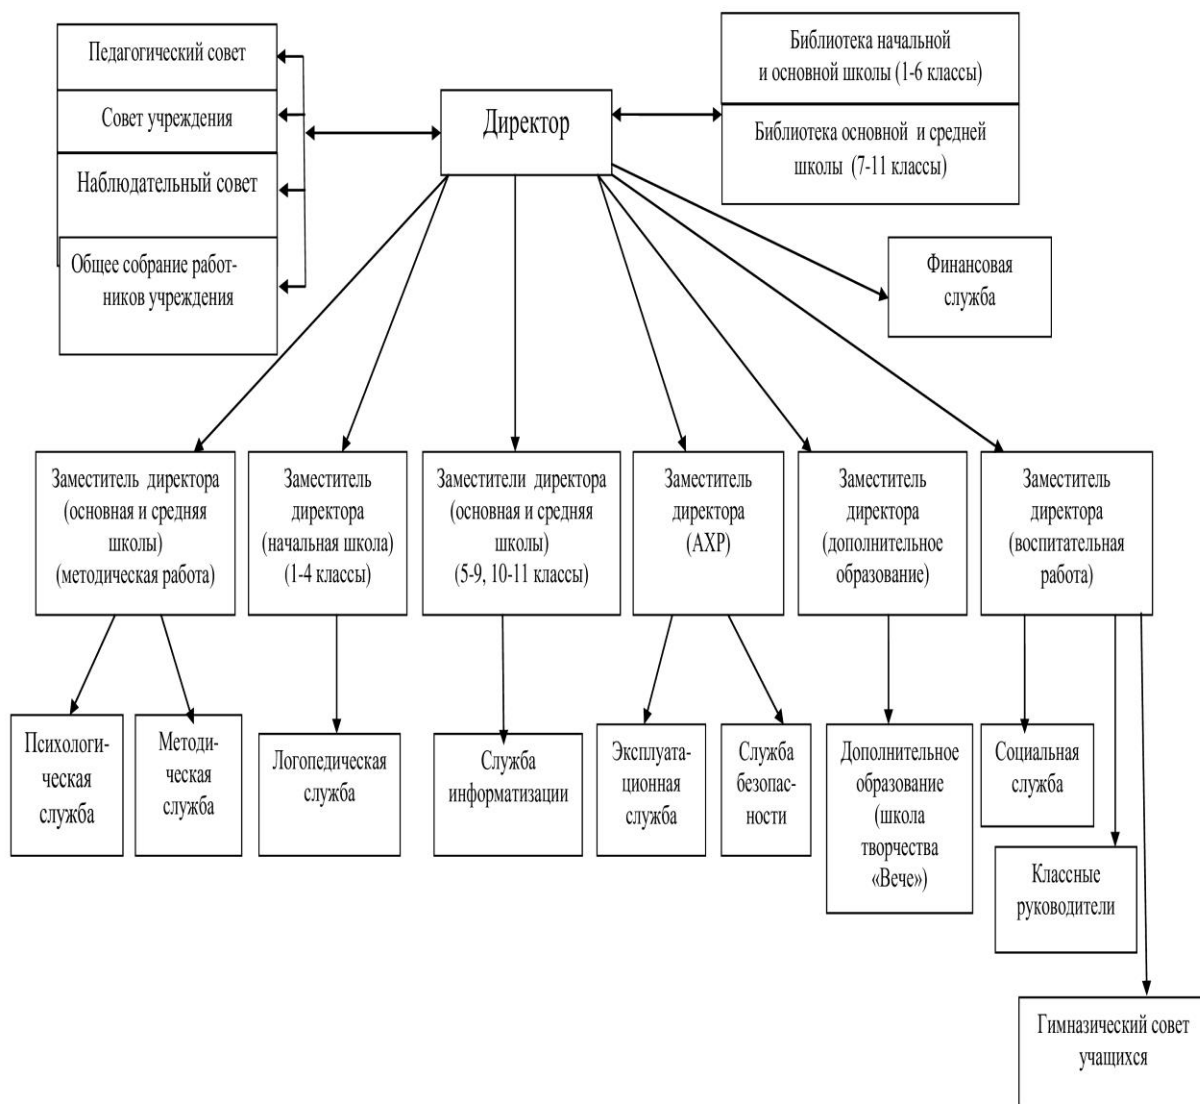 Педагогический совет
Совет учреждения
Наблюдательный совет
Общее собрание работ-
ников учреждения
Директор
Библиотека начальной
и основной школы (1-6 классы)
Библиотека основной и средней
школы (7-11 классы)
Финансовая
служба
Заместитель директора
(основная и средняя
школы)
(методическая работа)
Заместитель
директора
(начальная школа)
(1-4 классы)
Заместители директора
(основная и средняя
школы)
(5-9, 10-11 классы)
Заместитель
директора
(АХР)
Заместитель
директора
(дополнительное
образование)
Заместитель
директора
(воспитательная
работа)
Психологи-
ческая
служба
Методи-
ческая
служба
Логопедическая
служба
Служба
информатизации
Эксплуата-
ционная
служба
Служба
безопас-
ности
Дополнительное
образование
(школа
творчества
«Вече»)
Социальная
служба
Классные
руководители
Гимназический совет
учащихся